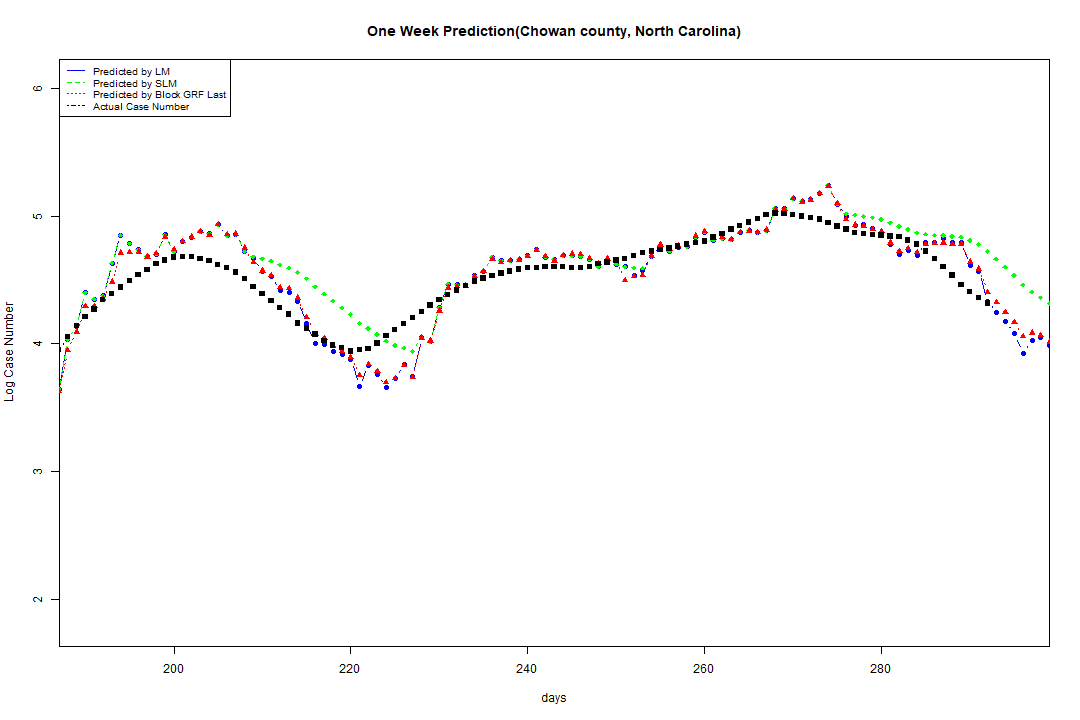 One Week Prediction(Chowan county, North Carolina)
Predicted by LM
Predicted by SLM
Predicted by Block GRF Last
Actual Case Number
6
5
4
3
2
Log Case Number
200 220 240 260 280
days